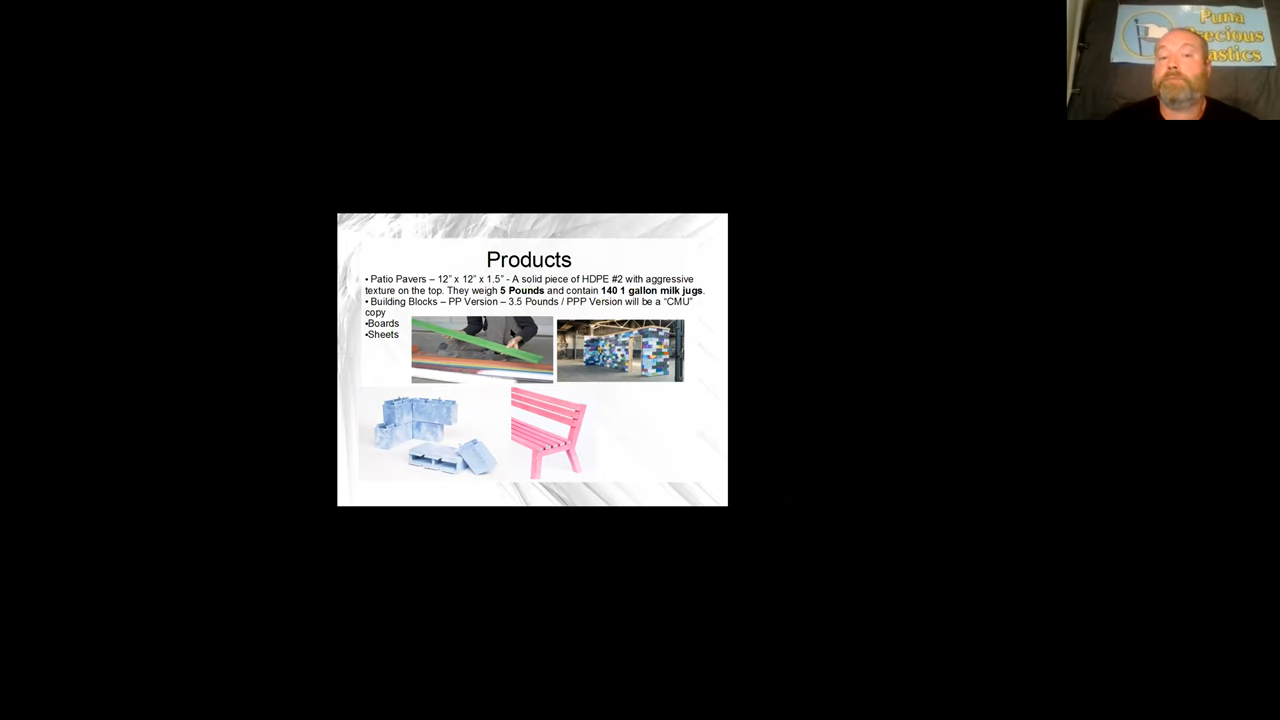 Puna
Precious
Plastics
Products
• Patio Pavers – 12” x 12” x 1.5” - A solid piece of HDPE #2 with aggressive
texture on the top. They weigh 5 Pounds and contain 140 1 gallon milk jugs.
• Building Blocks – PP Version – 3.5 Pounds / PPP Version will be a “CMU”
copy
•Boards
•Sheets